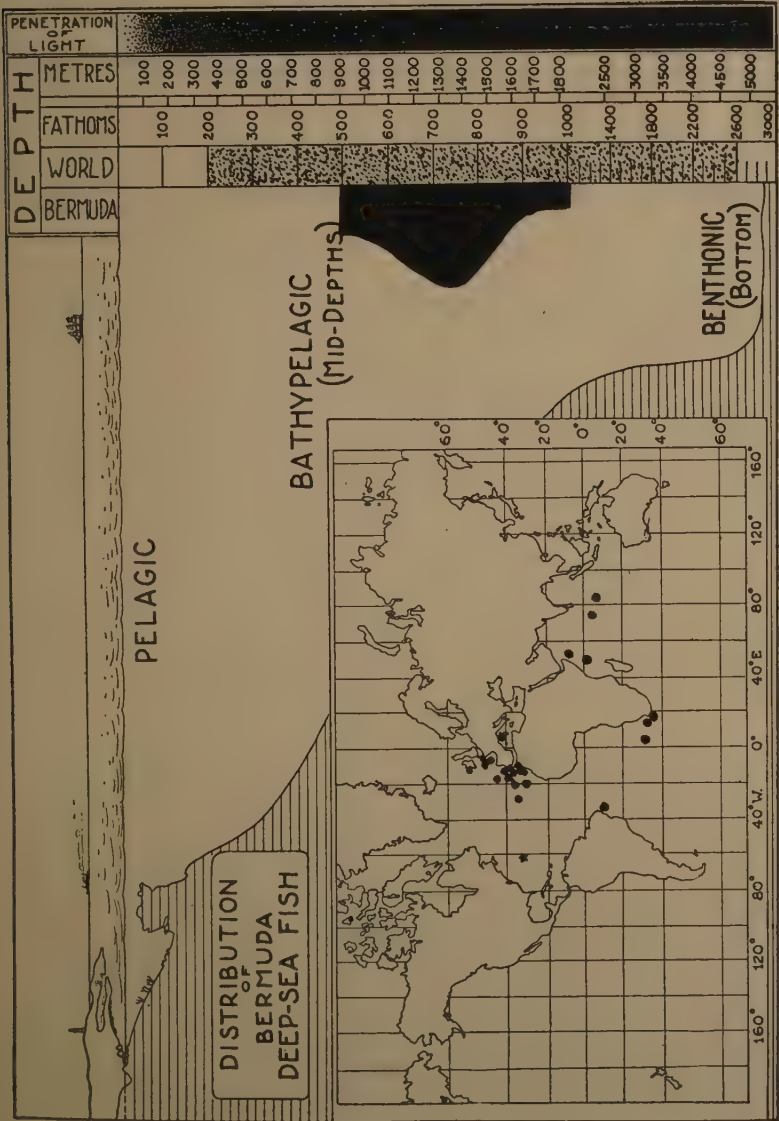 PENETRATION
OF
LIGHT
DEPTH
METRES
100 200 400 600 700 800 900 1000 1100 1200 1300 1400 1500 1600 1700 1800 2500 3000 3500 4000 4500 5000
FATHOMS
100 200 300 400 500 600 700 800 900 1000 1400 1800 2200 2600 3000
WORLD
BERMUDA
PELAGIC
BATHYPELAGIC
(MID-DEPTHS)
BENTHONIC
(BOTTOM)
DISTRIBUTION
OF
BERMUDA
DEEP-SEA FISH
60°
40°
20°
0°
20°
40°
60°
160° 120° 80° 40°W. 0° 40°E 80° 120° 160°